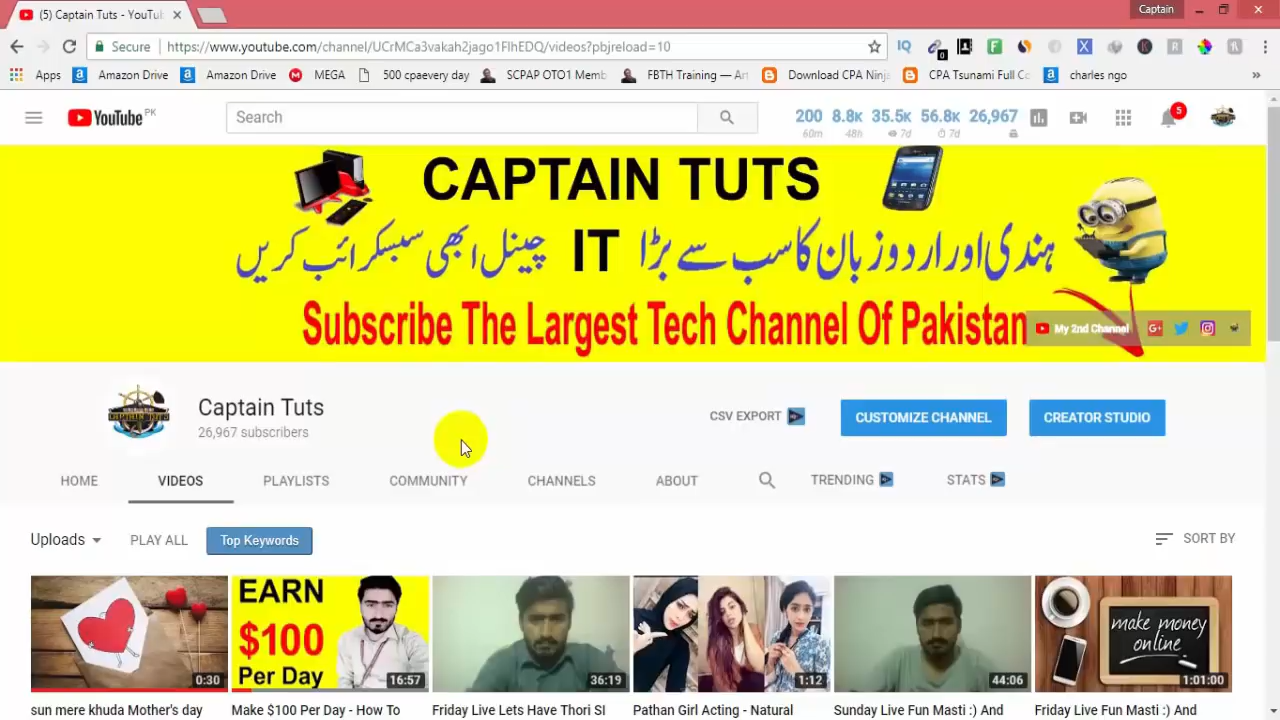 (5) Captain Tuts - YouTu
Captain
Secure
https://www.youtube.com/channel/UCrMCa3vakah2jago1FlhEDQ/videos?pbjreload=10
Apps
Amazon Drive
Amazon Drive
MEGA
500 cpaevery day
SCPAP OTO1 Memb
FBTH Training — Ar
Download CPA Ninja
CPA Tsunami Full Co
charles ngo
YouTube PK
Search
200 8.8k 35.5k 56.8k 26,967
60m 48h 7d 7d
5
CAPTAIN TUTS
ہندی اور اردو زبان کا سب سے بڑا IT چینل ابھی سبسکرائب کریں
Subscribe The Largest Tech Channel Of Pakistan
My 2nd Channel
Captain Tuts
26,967 subscribers
CSV EXPORT
CUSTOMIZE CHANNEL
CREATOR STUDIO
HOME
VIDEOS
PLAYLISTS
COMMUNITY
CHANNELS
ABOUT
TRENDING
STATS
Uploads
PLAY ALL
Top Keywords
SORT BY
0:30
EARN
$100
Per Day
16:57
36:19
1:12
44:06
make money
online
1:01:00
sun mere khuda Mother's day
Make $100 Per Day - How To
Friday Live Lets Have Thori SI
Pathan Girl Acting - Natural
Sunday Live Fun Masti :) And
Friday Live Fun Masti :) And